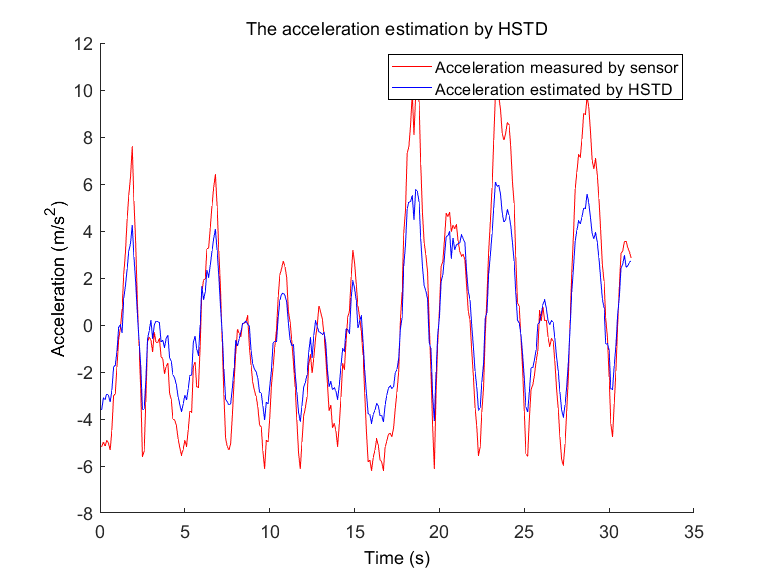 The acceleration estimation by HSTD
12
10
8
6
4
2
0
-2
-4
-6
-8
Acceleration (m/s²)
Acceleration measured by sensor
Acceleration estimated by HSTD
0 5 10 15 20 25 30 35
Time (s)